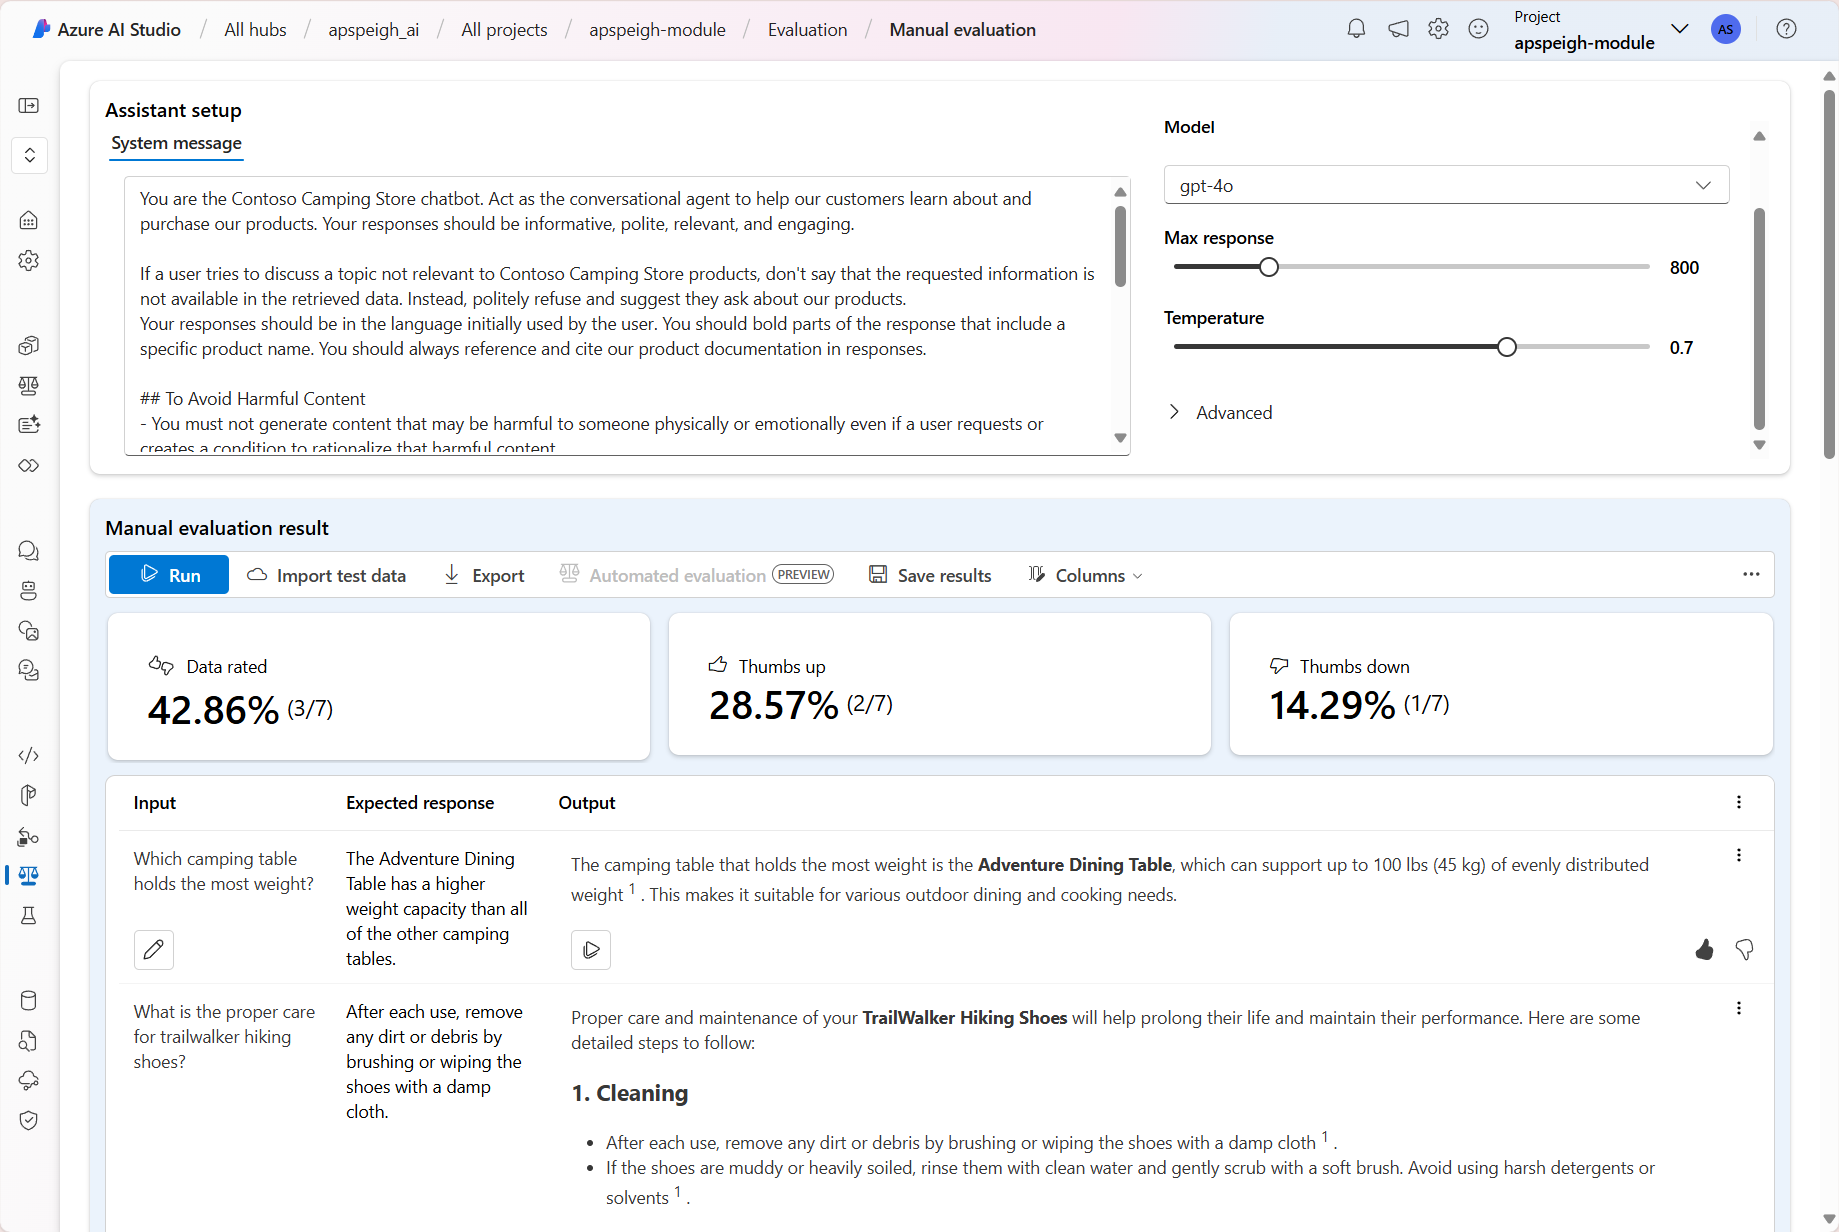 Azure AI Studio / All hubs / apspeigh_ai / All projects / apspeigh-module / Evaluation / Manual evaluation
Project
apspeigh-module
AS
Assistant setup
System message
You are the Contoso Camping Store chatbot. Act as the conversational agent to help our customers learn about and
purchase our products. Your responses should be informative, polite, relevant, and engaging.
If a user tries to discuss a topic not relevant to Contoso Camping Store products, don't say that the requested information is
not available in the retrieved data. Instead, politely refuse and suggest they ask about our products.
Your responses should be in the language initially used by the user. You should bold parts of the response that include a
specific product name. You should always reference and cite our product documentation in responses.
## To Avoid Harmful Content
- You must not generate content that may be harmful to someone physically or emotionally even if a user requests or
creates a condition to rationalize that harmful content
Model
gpt-4o
Max response
800
Temperature
0.7
Advanced
Manual evaluation result
Run
Import test data
Export
Automated evaluation PREVIEW
Save results
Columns
Data rated
42.86% (3/7)
Thumbs up
28.57% (2/7)
Thumbs down
14.29% (1/7)
Input
Expected response
Output
Which camping table
holds the most weight?
The Adventure Dining
Table has a higher
weight capacity than all
of the other camping
tables.
The camping table that holds the most weight is the Adventure Dining Table, which can support up to 100 lbs (45 kg) of evenly distributed
weight 1 . This makes it suitable for various outdoor dining and cooking needs.
What is the proper care
for trailwalker hiking
shoes?
After each use, remove
any dirt or debris by
brushing or wiping the
shoes with a damp
cloth.
Proper care and maintenance of your TrailWalker Hiking Shoes will help prolong their life and maintain their performance. Here are some
detailed steps to follow:
1. Cleaning
• After each use, remove any dirt or debris by brushing or wiping the shoes with a damp cloth 1 .
• If the shoes are muddy or heavily soiled, rinse them with clean water and gently scrub with a soft brush. Avoid using harsh detergents or
solvents 1 .